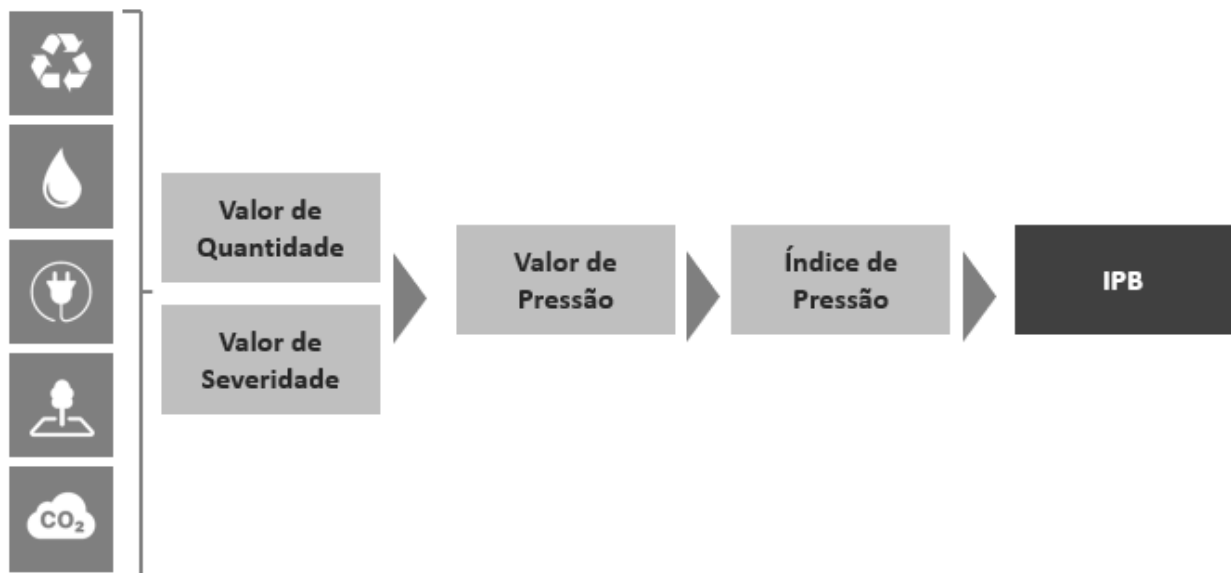 Valor de
Quantidade
Valor de
Severidade
Valor de
Pressão
Índice de
Pressão
IPB
CO₂